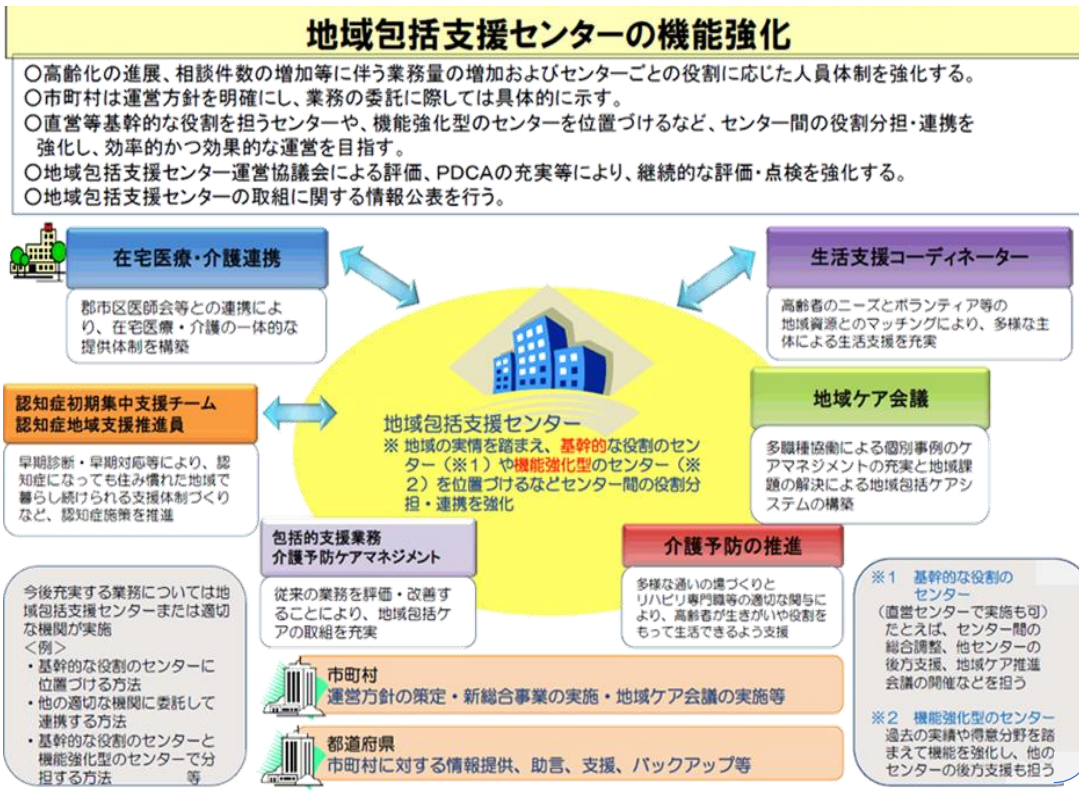 地域包括支援センターの機能強化
○高齢化の進展、相談件数の増加等に伴う業務量の増加およびセンターごとの役割に応じた人員体制を強化する。
○市町村は運営方針を明確にし、業務の委託に際しては具体的に示す。
○直営等基幹的な役割を担うセンターや、機能強化型のセンターを位置づけるなど、センター間の役割分担・連携を
強化し、効率的かつ効果的な運営を目指す。
○地域包括支援センター運営協議会による評価、PDCAの充実等により、継続的な評価・点検を強化する。
○地域包括支援センターの取組に関する情報公表を行う。
在宅医療・介護連携
郡市区医師会等との連携によ
り、在宅医療・介護の一体的な
提供体制を構築
生活支援コーディネーター
高齢者のニーズとボランティア等の
地域資源とのマッチングにより、多様な主
体による生活支援を充実
認知症初期集中支援チーム
認知症地域支援推進員
早期診断・早期対応等により、認
知症になっても住み慣れた地域で
暮らし続けられる支援体制づくり
など、認知症施策を推進
地域包括支援センター
※ 地域の実情を踏まえ、基幹的な役割のセン
ター（※１）や機能強化型のセンター（※
２）を位置づけるなどセンター間の役割分
担・連携を強化
地域ケア会議
多職種協働による個別事例のケ
アマネジメントの充実と地域課
題の解決による地域包括ケアシ
ステムの構築
包括的支援業務
介護予防ケアマネジメント
従来の業務を評価・改善す
ることにより、地域包括ケ
アの取組を充実
介護予防の推進
多様な通いの場づくりと
リハビリ専門職等の適切な関与に
より、高齢者が生きがいや役割を
もって生活できるよう支援
今後充実する業務については地
域包括支援センターまたは適切
な機関が実施
＜例＞
・基幹的な役割のセンターに
位置づける方法
・他の適切な機関に委託して
連携する方法
・基幹的な役割のセンターと
機能強化型のセンターで分
担する方法 等
市町村
運営方針の策定・新総合事業の実施・地域ケア会議の実施等
都道府県
市町村に対する情報提供、助言、支援、バックアップ等
※１ 基幹的な役割の
センター
（直営センターで実施も可）
たとえば、センター間の
総合調整、他センターの
後方支援、地域ケア推進
会議の開催などを担う
※２ 機能強化型のセンター
過去の実績や得意分野を踏
まえて機能を強化し、他の
センターの後方支援も担う